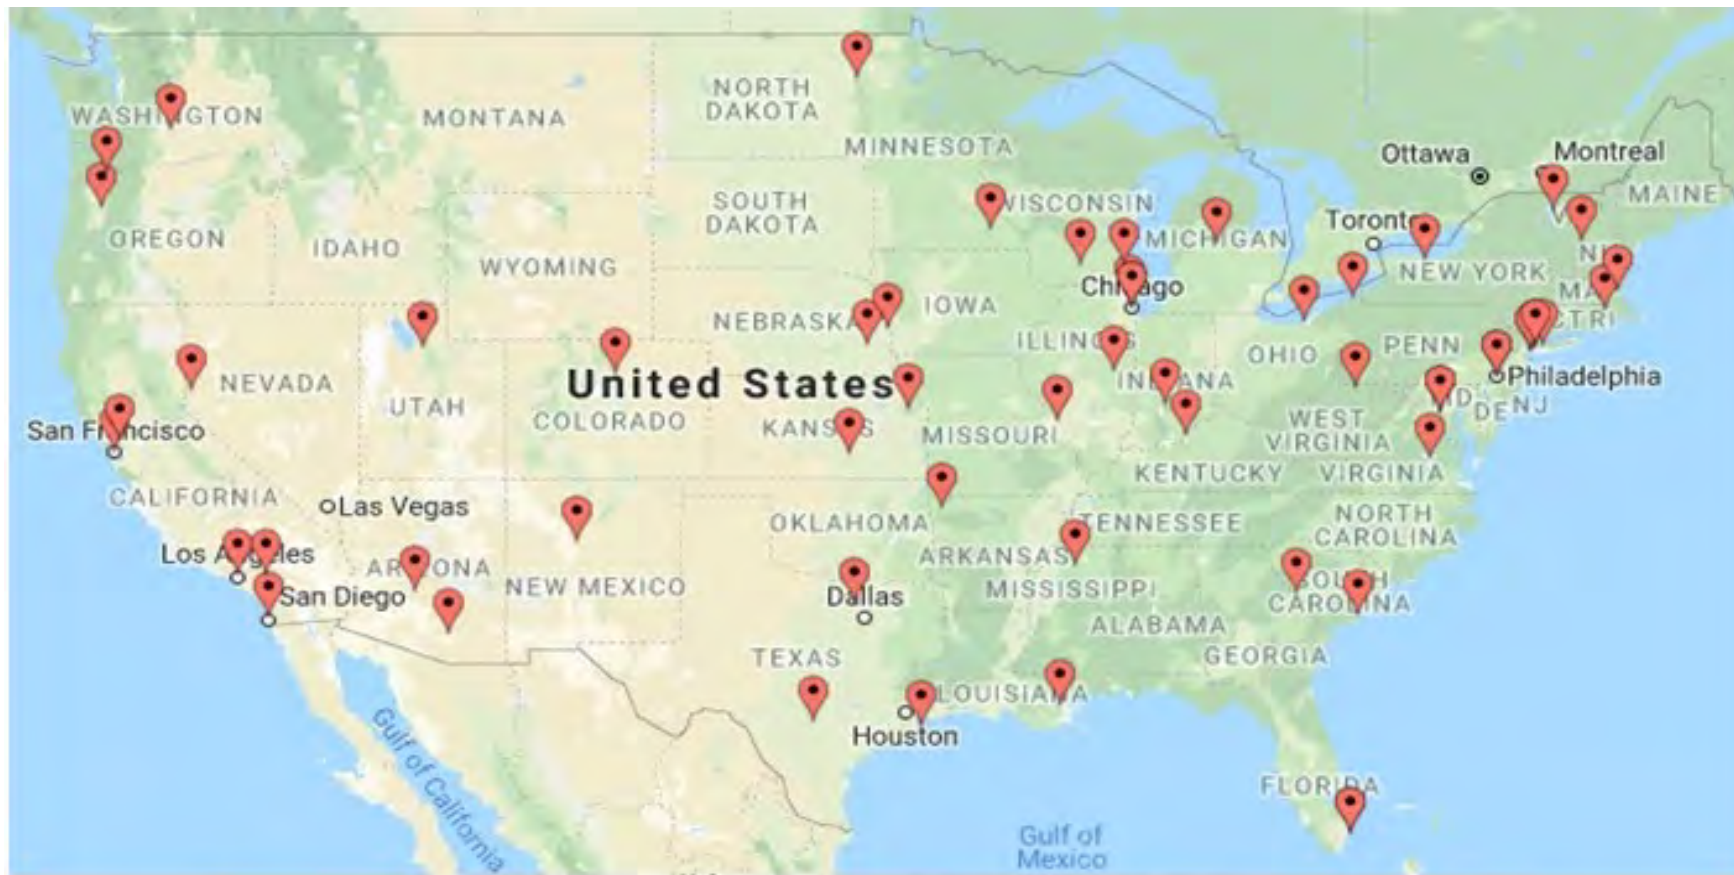 NORTH
DAKOTA
WASHINGTON
MONTANA
MINNESOTA
Ottawa
Montreal
MAINE
SOUTH
DAKOTA
WISCONSIN
Toronto
OREGON
IDAHO
MICHIGAN
WYOMING
NEW YORK
MA
Chicago
IOWA
NEBRASKA
ILLINOIS
PENN
OHIO
NEVADA
United States
INDIANA
Philadelphia
UTAH
COLORADO
KANSAS
MISSOURI
WEST
VIRGINIA
MD
DE
NJ
San Francisco
KENTUCKY
VIRGINIA
CALIFORNIA
Las Vegas
OKLAHOMA
TENNESSEE
NORTH
CAROLINA
Los Angeles
ARIZONA
NEW MEXICO
ARKANSAS
MISSISSIPPI
SOUTH
CAROLINA
San Diego
Dallas
ALABAMA
TEXAS
GEORGIA
LOUISIANA
Houston
Gulf of California
FLORIDA
Gulf of
Mexico